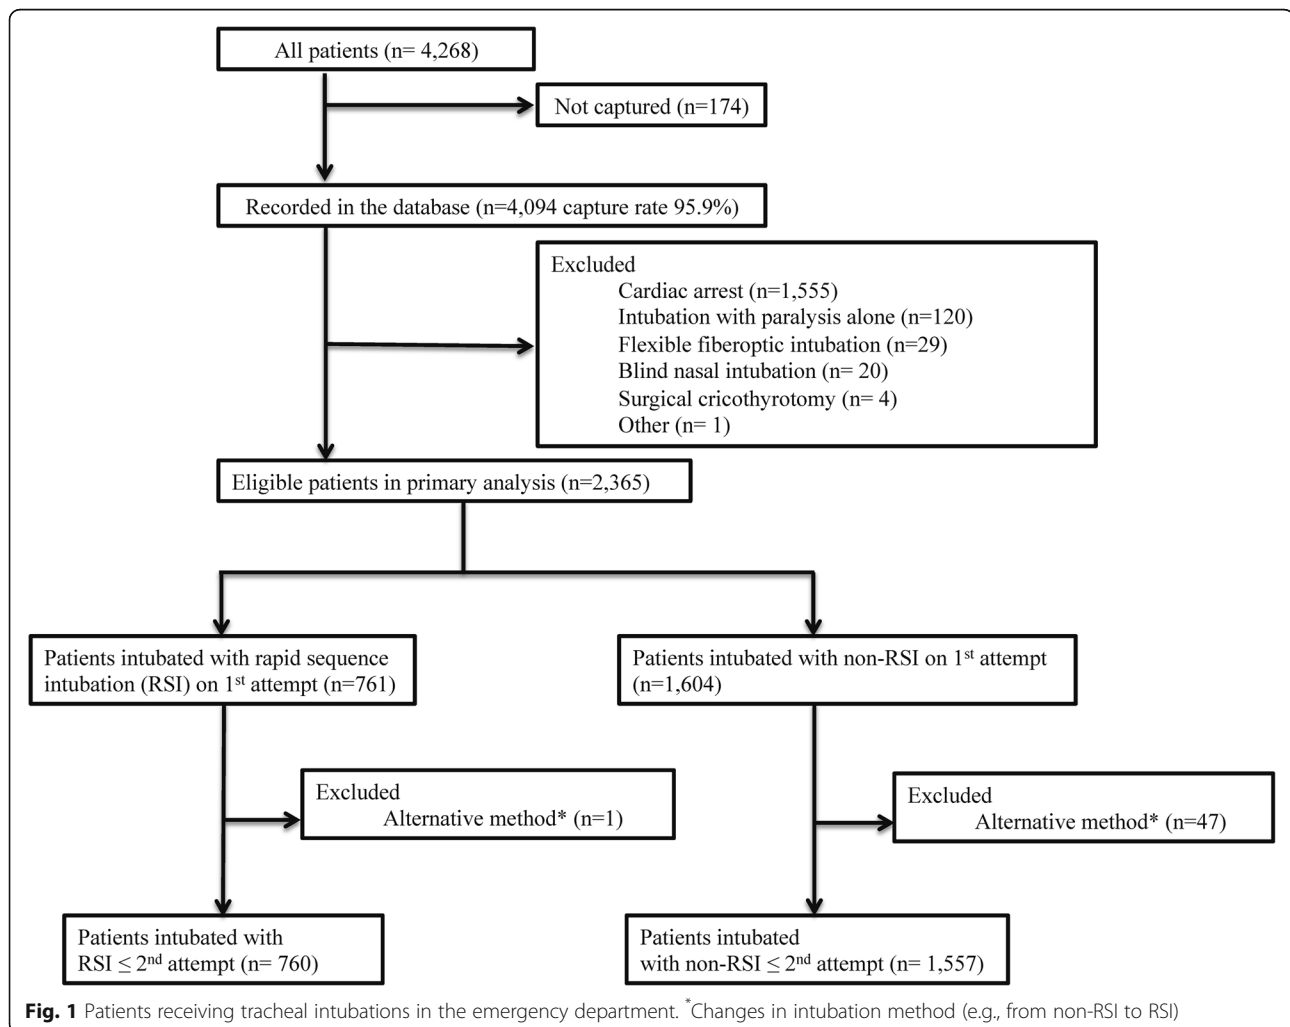 All patients (n= 4,268)
Not captured (n=174)
Recorded in the database (n=4,094 capture rate 95.9%)
Excluded
Cardiac arrest (n=1,555)
Intubation with paralysis alone (n=120)
Flexible fiberoptic intubation (n=29)
Blind nasal intubation (n= 20)
Surgical cricothyrotomy (n= 4)
Other (n= 1)
Eligible patients in primary analysis (n=2,365)
Patients intubated with rapid sequence
intubation (RSI) on 1st attempt (n=761)
Patients intubated with non-RSI on 1st attempt
(n=1,604)
Excluded
Alternative method* (n=1)
Excluded
Alternative method* (n=47)
Patients intubated with
RSI ≤ 2nd attempt (n= 760)
Patients intubated
with non-RSI ≤ 2nd attempt (n= 1,557)
Fig. 1 Patients receiving tracheal intubations in the emergency department. *Changes in intubation method (e.g., from non-RSI to RSI)